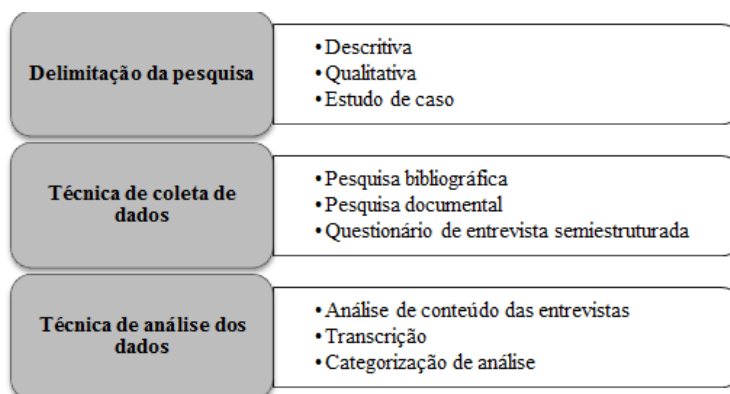 Delimitação da pesquisa
• Descritiva
• Qualitativa
• Estudo de caso
Técnica de coleta de
dados
• Pesquisa bibliográfica
• Pesquisa documental
• Questionário de entrevista semiestruturada
Técnica de análise dos
dados
• Análise de conteúdo das entrevistas
• Transcrição
• Categorização de análise